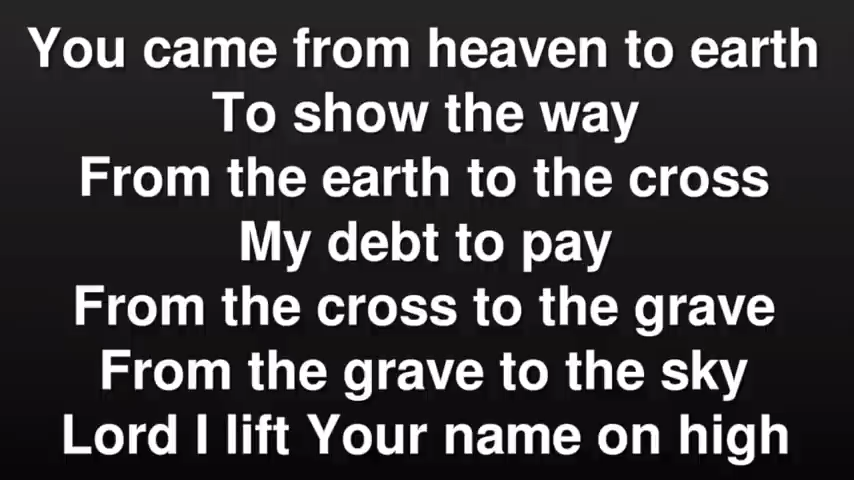 You came from heaven to earth
To show the way
From the earth to the cross
My debt to pay
From the cross to the grave
From the grave to the sky
Lord I lift Your name on high